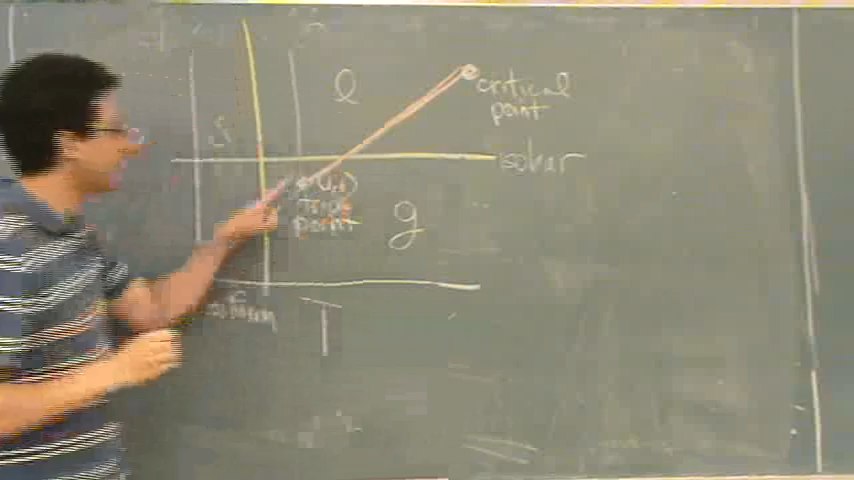 l
critical
point
s
isobar
triple
point
g
T